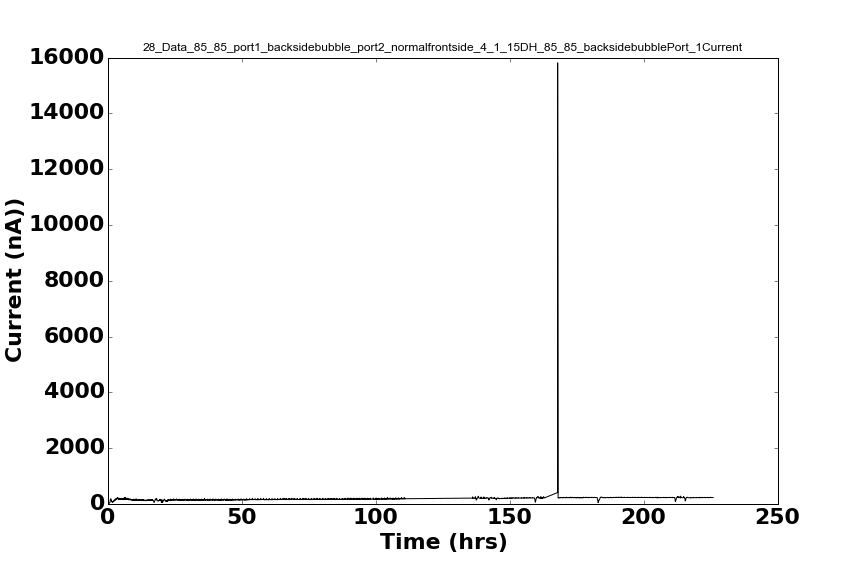 28_Data_85_85_port1_backsidebubble_port2_normalfrontside_4_1_15DH_85_85_backsidebubblePort_1Current
16000
14000
12000
10000
8000
6000
4000
2000
0
Current (nA))
0 50 100 150 200 250
Time (hrs)